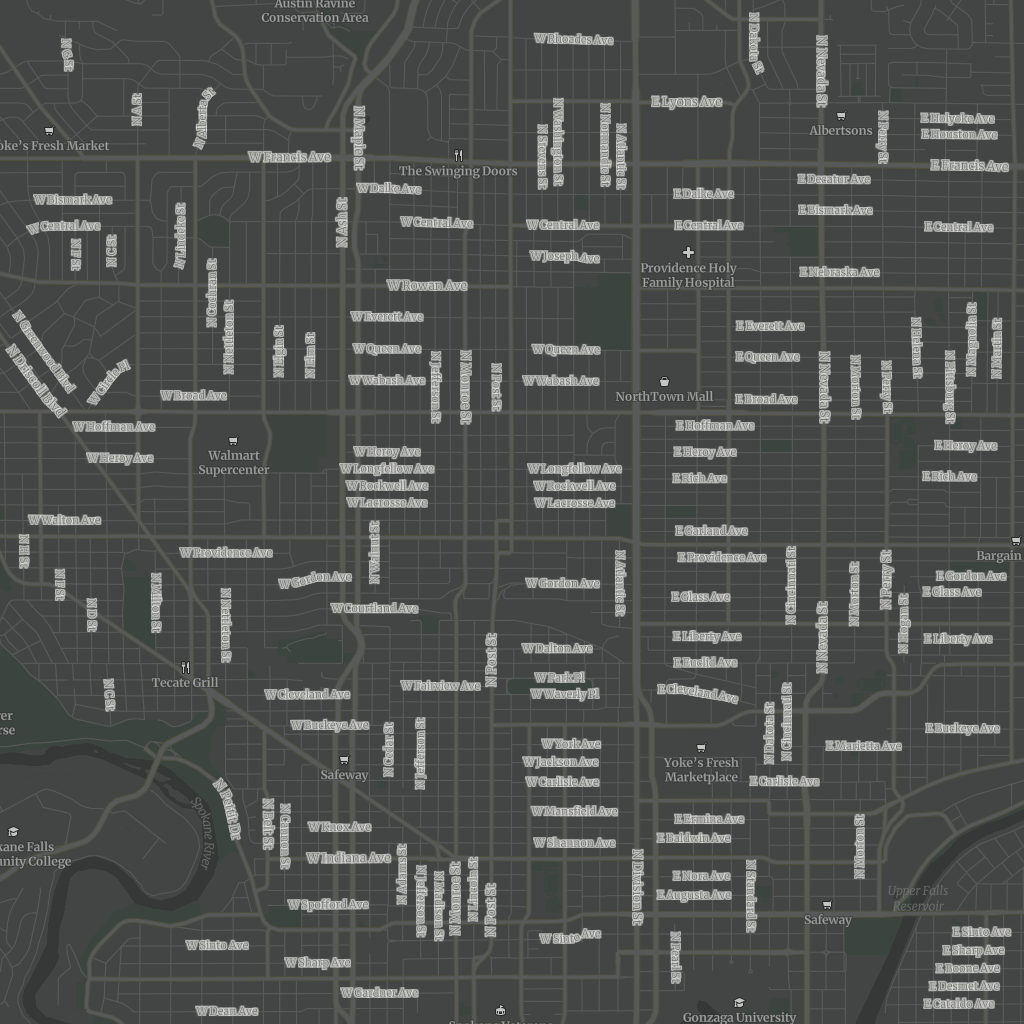 Austin Ravine
Conservation Area
W Rhoades Ave
N Dakota St
N G St
N Nevada St
N A St
N Alberta St
N Maple St
N Stevens St
N Washington St
N Normandie St
N Atlantic St
E Lyons Ave
Albertsons
N Perry St
E Holyoke Ave
E Houston Ave
oke's Fresh Market
W Francis Ave
The Swinging Doors
E Francis Ave
W Dalke Ave
E Dalke Ave
E Decatur Ave
W Bismark Ave
E Bismark Ave
W Central Ave
N F St
N C St
N Lindeke St
N Ash St
W Central Ave
W Central Ave
E Central Ave
E Central Ave
W Joseph Ave
Providence Holy
Family Hospital
E Nebraska Ave
N Cochran St
W Rowan Ave
N Nettleton St
W Everett Ave
E Everett Ave
N Greenwood Blvd
N Driscoll Blvd
N Elgin St
N Elm St
W Queen Ave
W Queen Ave
E Queen Ave
N Magnolia St
N Martin St
W Circle Pl
W Wabash Ave
N Jefferson St
N Monroe St
N Post St
W Wabash Ave
NorthTown Mall
W Broad Ave
E Broad Ave
N Nevada St
N Morton St
N Perry St
N Pittsburg St
W Hoffman Ave
E Hoffman Ave
W Heroy Ave
Walmart
Supercenter
W Heroy Ave
E Heroy Ave
E Heroy Ave
W Longfellow Ave
W Longfellow Ave
W Rockwell Ave
W Rockwell Ave
E Rich Ave
E Rich Ave
W Lacrosse Ave
W Lacrosse Ave
W Walton Ave
E Garland Ave
N H St
W Providence Ave
N Walnut St
E Providence Ave
Bargain
N F St
W Gordon Ave
W Gordon Ave
N Addison St
N Cincinnati St
N Morton St
N Perry St
E Gordon Ave
E Glass Ave
E Glass Ave
N D St
N Milton St
N Nettleton St
W Courtland Ave
N Nevada St
N Hogan St
E Liberty Ave
E Liberty Ave
W Dalton Ave
N Post St
E Euclid Ave
Tecate Grill
W Park Pl
W Fairview Ave
W Waverly Pl
E Cleveland Ave
W Cleveland Ave
N C St
N Dakota St
N Cincinnati St
W Buckeye Ave
E Buckeye Ave
N Cedar St
N Jefferson St
W York Ave
E Marietta Ave
W Jackson Ave
Yoke's Fresh
Marketplace
Safeway
W Carlisle Ave
E Carlisle Ave
N Pettit Dr
Spokane River
N Belt St
N Cannon St
W Mansfield Ave
E Ermina Ave
W Knox Ave
E Baldwin Ave
N Morton St
kane Falls
unity College
W Shannon Ave
W Indiana Ave
N Adams St
N Jefferson St
N Madison St
N Monroe St
N Lincoln St
N Post St
N Division St
E Nora Ave
E Augusta Ave
N Standard St
Upper Falls
Reservoir
W Spofford Ave
Safeway
W Sinto Ave
W Sinto Ave
E Sinto Ave
N Pearl St
E Sharp Ave
W Sharp Ave
E Boone Ave
E Desmet Ave
W Gardner Ave
E Cataldo Ave
W Dean Ave
Gonzaga University